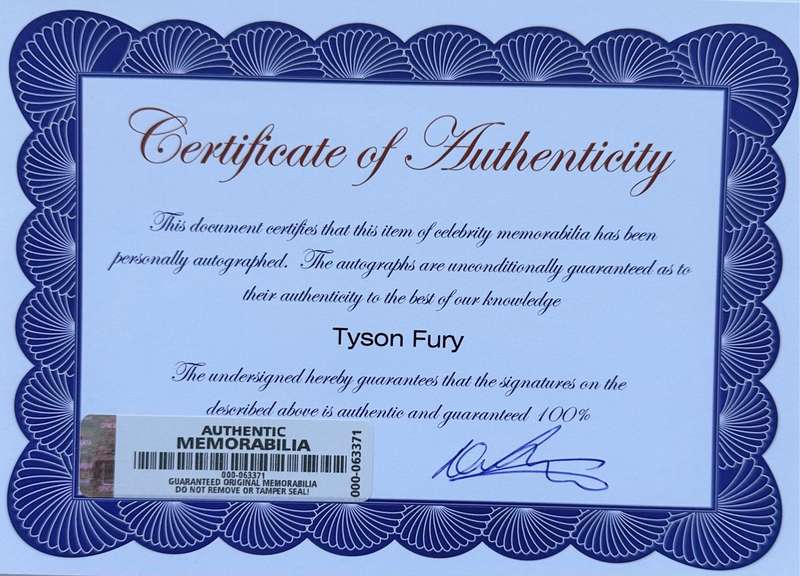 Certificate of Authenticity
This document certifies that this item of celebrity memorabilia has been
personally autographed. The autographs are unconditionally guaranteed as to
their authenticity to the best of our knowledge
Tyson Fury
The undersigned hereby guarantees that the signatures on the
described above is authentic and guaranteed 100%
AUTHENTIC
MEMORABILIA
000-063371
GUARANTEED ORIGINAL MEMORABILIA
DO NOT REMOVE OR TAMPER SEAL!
000-063371